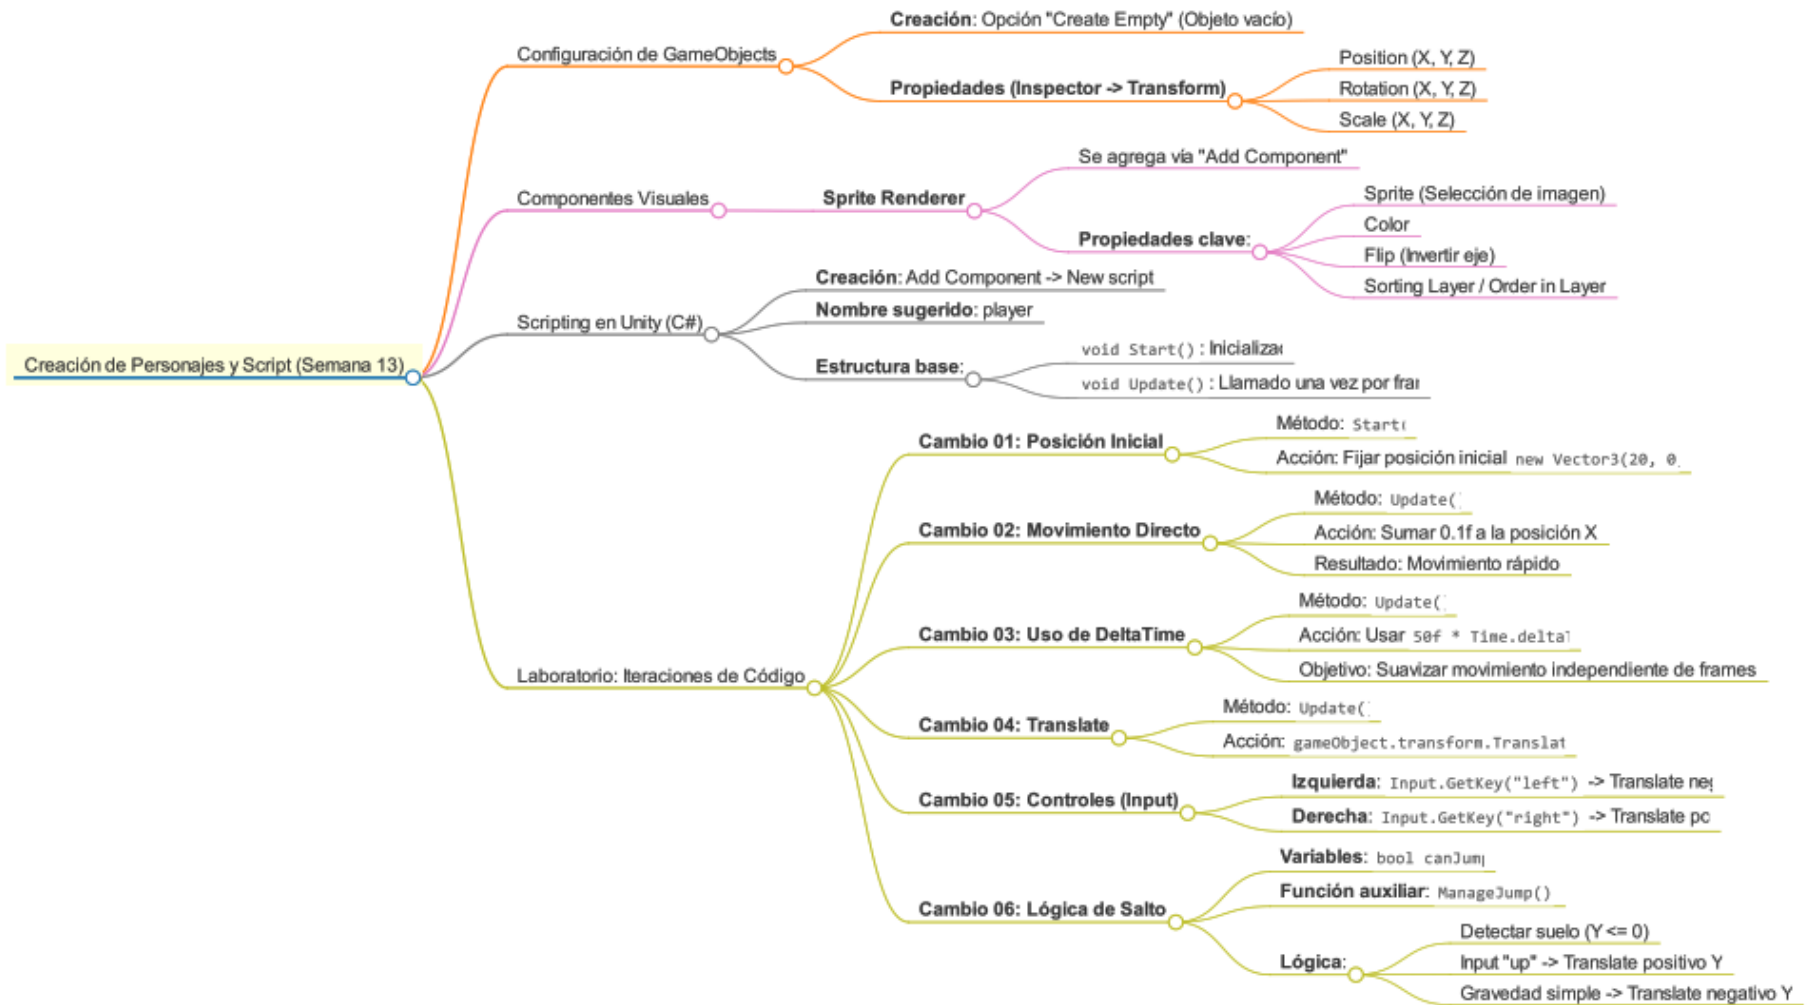 Creación de Personajes y Script (Semana 13)
Configuración de GameObjects
Creación: Opción "Create Empty" (Objeto vacío)
Propiedades (Inspector -> Transform)
Position (X, Y, Z)
Rotation (X, Y, Z)
Scale (X, Y, Z)
Componentes Visuales
Sprite Renderer
Se agrega vía "Add Component"
Propiedades clave:
Sprite (Selección de imagen)
Color
Flip (Invertir eje)
Sorting Layer / Order in Layer
Scripting en Unity (C#)
Creación: Add Component -> New script
Nombre sugerido: player
Estructura base:
void Start() : Inicializa
void Update() : Llamado una vez por fra
Laboratorio: Iteraciones de Código
Cambio 01: Posición Inicial
Método: Start(
Acción: Fijar posición inicial new Vector3(20, 0
Cambio 02: Movimiento Directo
Método: Update(
Acción: Sumar 0.1f a la posición X
Resultado: Movimiento rápido
Cambio 03: Uso de DeltaTime
Método: Update(
Acción: Usar 50f * Time.delta
Objetivo: Suavizar movimiento independiente de frames
Cambio 04: Translate
Método: Update(
Acción: gameObject.transform.Translat
Cambio 05: Controles (Input)
Izquierda: Input.GetKey("left") -> Translate ne
Derecha: Input.GetKey("right") -> Translate po
Cambio 06: Lógica de Salto
Variables: bool canJum
Función auxiliar: ManageJump()
Lógica:
Detectar suelo (Y <= 0)
Input "up" -> Translate positivo Y
Gravedad simple -> Translate negativo Y